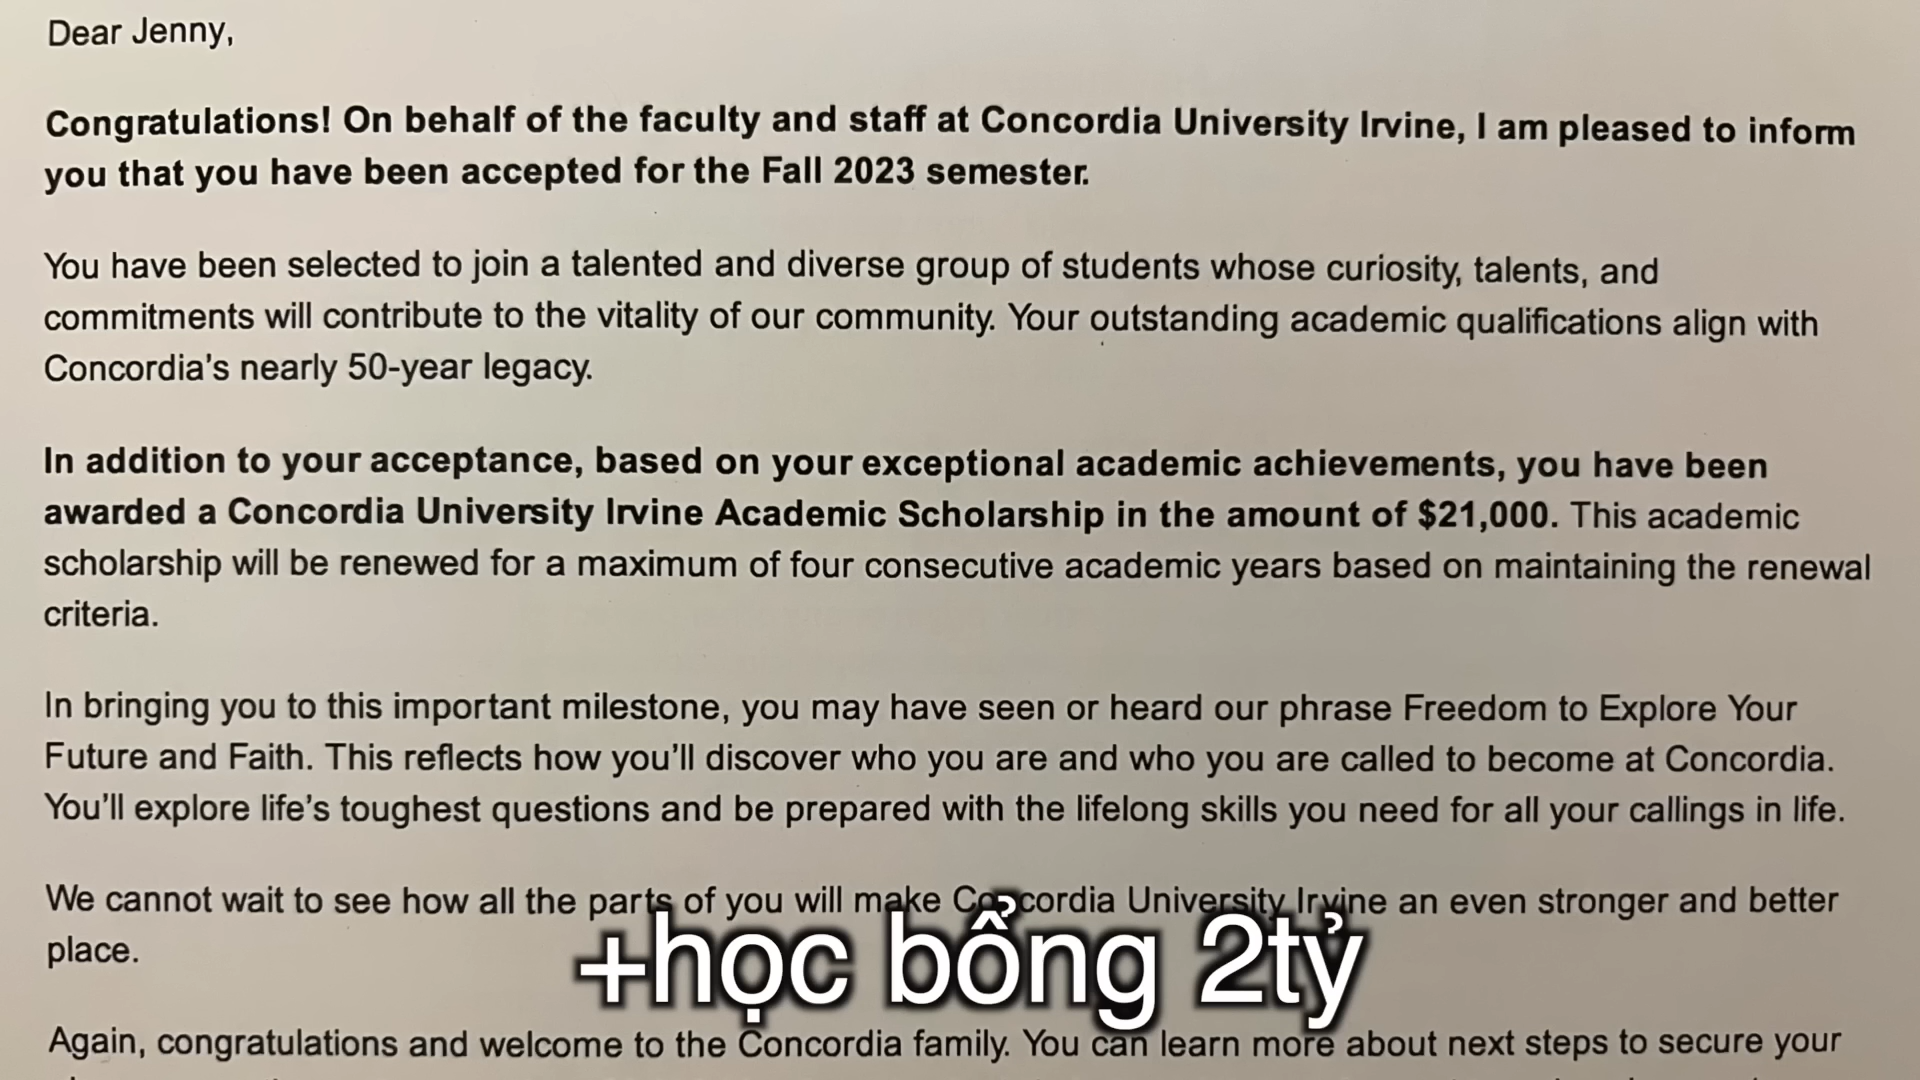 Dear Jenny,
Congratulations! On behalf of the faculty and staff at Concordia University Irvine, I am pleased to inform
you that you have been accepted for the Fall 2023 semester.
You have been selected to join a talented and diverse group of students whose curiosity, talents, and
commitments will contribute to the vitality of our community. Your outstanding academic qualifications align with
Concordia's nearly 50-year legacy.
In addition to your acceptance, based on your exceptional academic achievements, you have been
awarded a Concordia University Irvine Academic Scholarship in the amount of $21,000. This academic
scholarship will be renewed for a maximum of four consecutive academic years based on maintaining the renewal
criteria.
In bringing you to this important milestone, you may have seen or heard our phrase Freedom to Explore Your
Future and Faith. This reflects how you'll discover who you are and who you are called to become at Concordia.
You'll explore life's toughest questions and be prepared with the lifelong skills you need for all your callings in life.
We cannot wait to see how all the parts of you will make Concordia University Irvine an even stronger and better
place.
+học bổng 2tỷ
Again, congratulations and welcome to the Concordia family. You can learn more about next steps to secure your